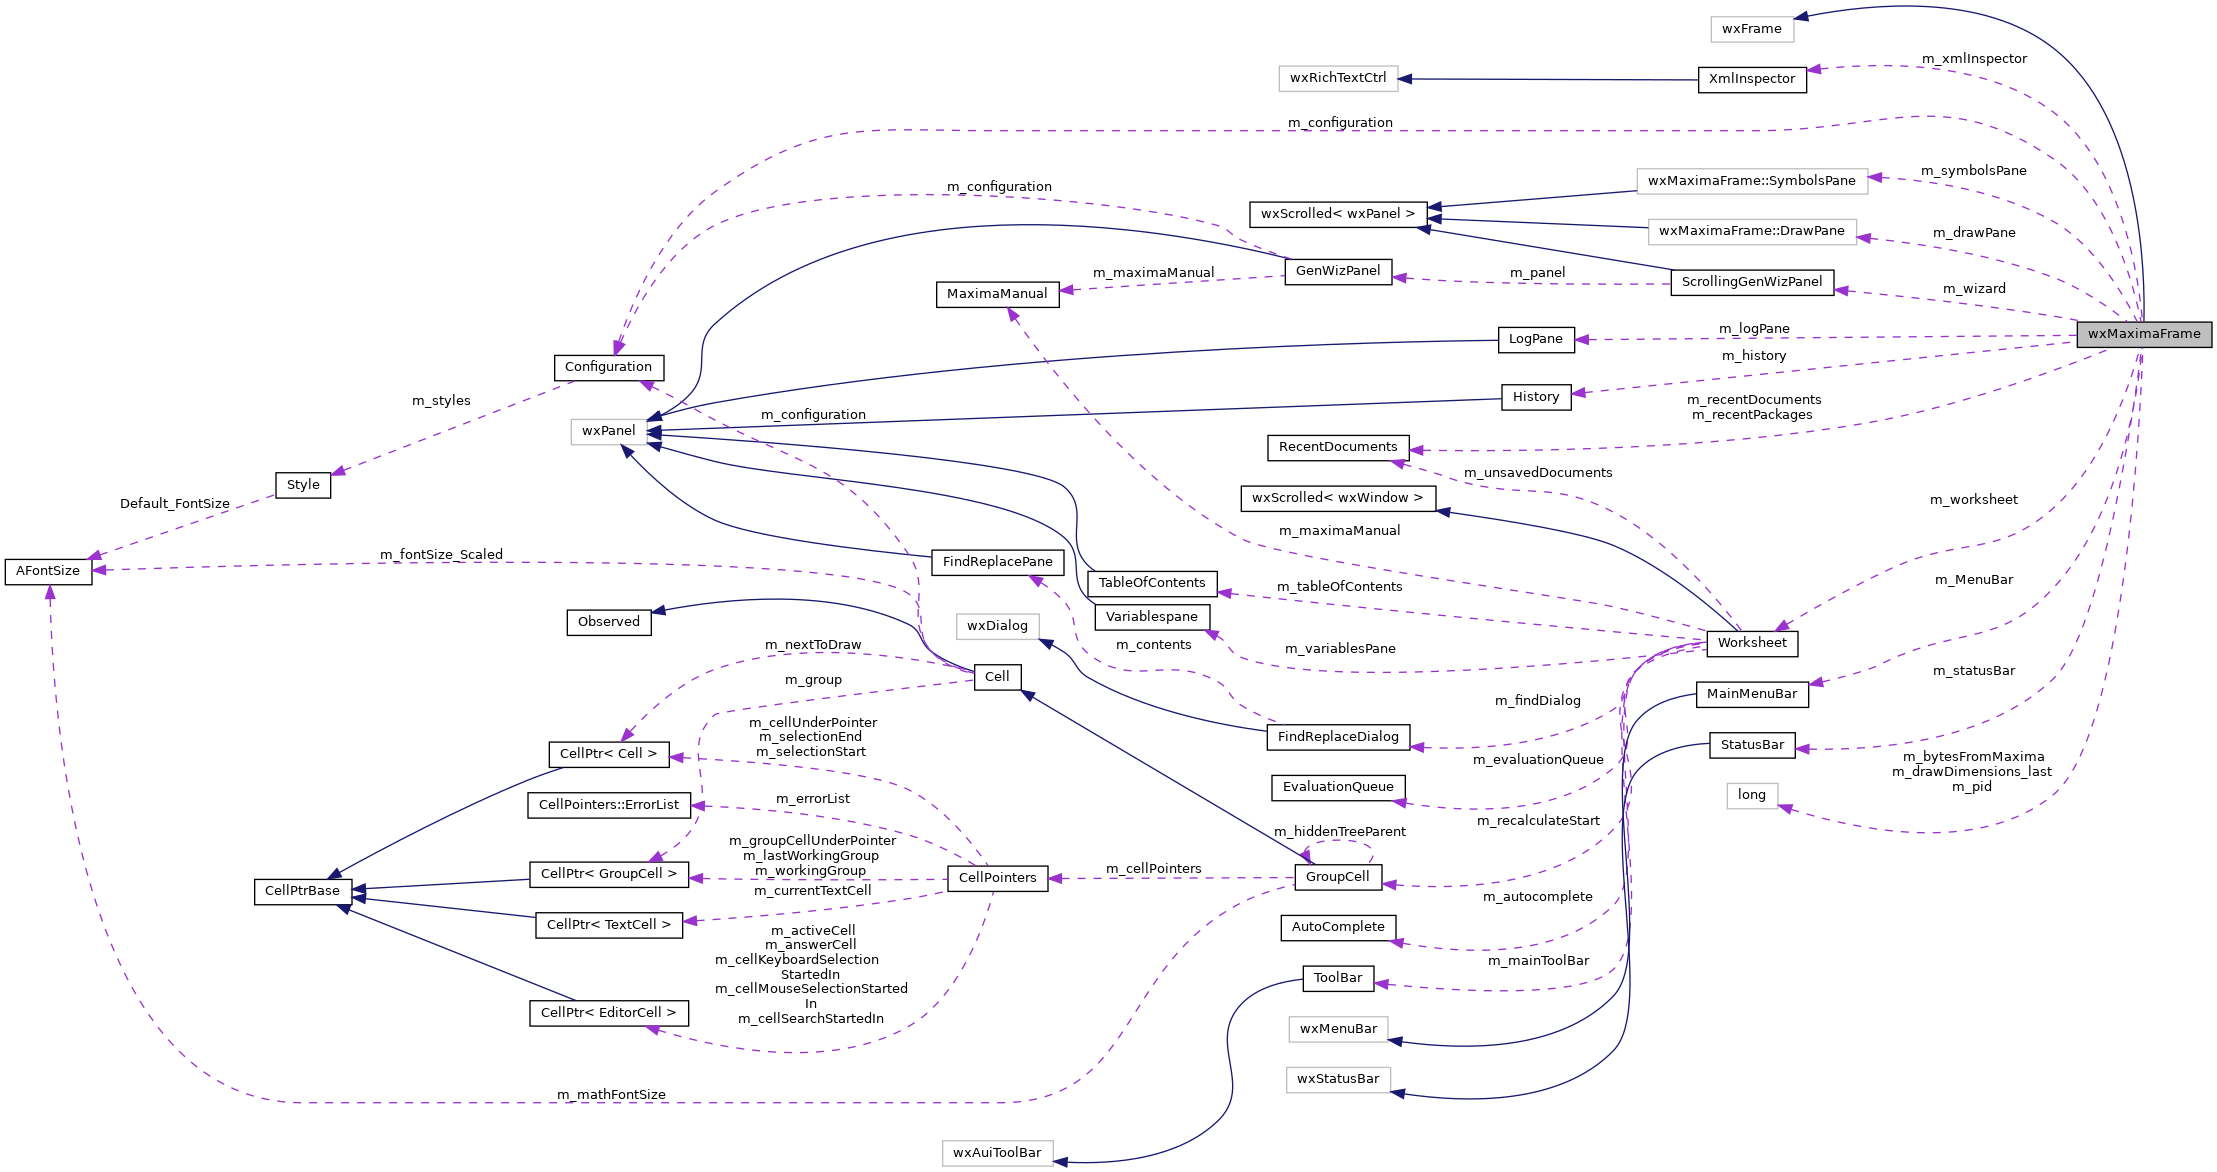 wxFrame
m_xmlInspector
wxRichTextCtrl
XmlInspector
m_configuration
m_symbolsPane
wxMaximaFrame::SymbolsPane
m_configuration
wxScrolled< wxPanel >
wxMaximaFrame::DrawPane
m_drawPane
GenWizPanel
m_maximaManual
m_panel
ScrollingGenWizPanel
m_wizard
MaximaManual
m_logPane
wxMaximaFrame
LogPane
m_history
Configuration
History
m_styles
m_recentDocuments
m_recentPackages
m_configuration
wxPanel
RecentDocuments
m_unsavedDocuments
Style
wxScrolled< wxWindow >
m_worksheet
Default_FontSize
m_maximaManual
m_fontSize_Scaled
FindReplacePane
AFontSize
TableOfContents
m_tableOfContents
m_MenuBar
Observed
wxDialog
Variablespane
m_nextToDraw
m_contents
m_variablesPane
Worksheet
m_group
Cell
m_statusBar
MainMenuBar
m_findDialog
m_cellUnderPointer
m_selectionEnd
m_selectionStart
FindReplaceDialog
StatusBar
CellPtr< Cell >
m_evaluationQueue
m_bytesFromMaxima
m_drawDimensions_last
m_pid
EvaluationQueue
long
CellPointers::ErrorList
m_errorList
m_recalculateStart
m_hiddenTreeParent
m_groupCellUnderPointer
m_lastWorkingGroup
m_workingGroup
CellPtr< GroupCell >
m_cellPointers
CellPointers
GroupCell
CellPtrBase
m_currentTextCell
m_autocomplete
CellPtr< TextCell >
AutoComplete
m_activeCell
m_answerCell
m_cellKeyboardSelection
StartedIn
m_cellMouseSelectionStarted
In
m_cellSearchStartedIn
m_mainToolBar
ToolBar
CellPtr< EditorCell >
wxMenuBar
wxStatusBar
m_mathFontSize
wxAuiToolBar